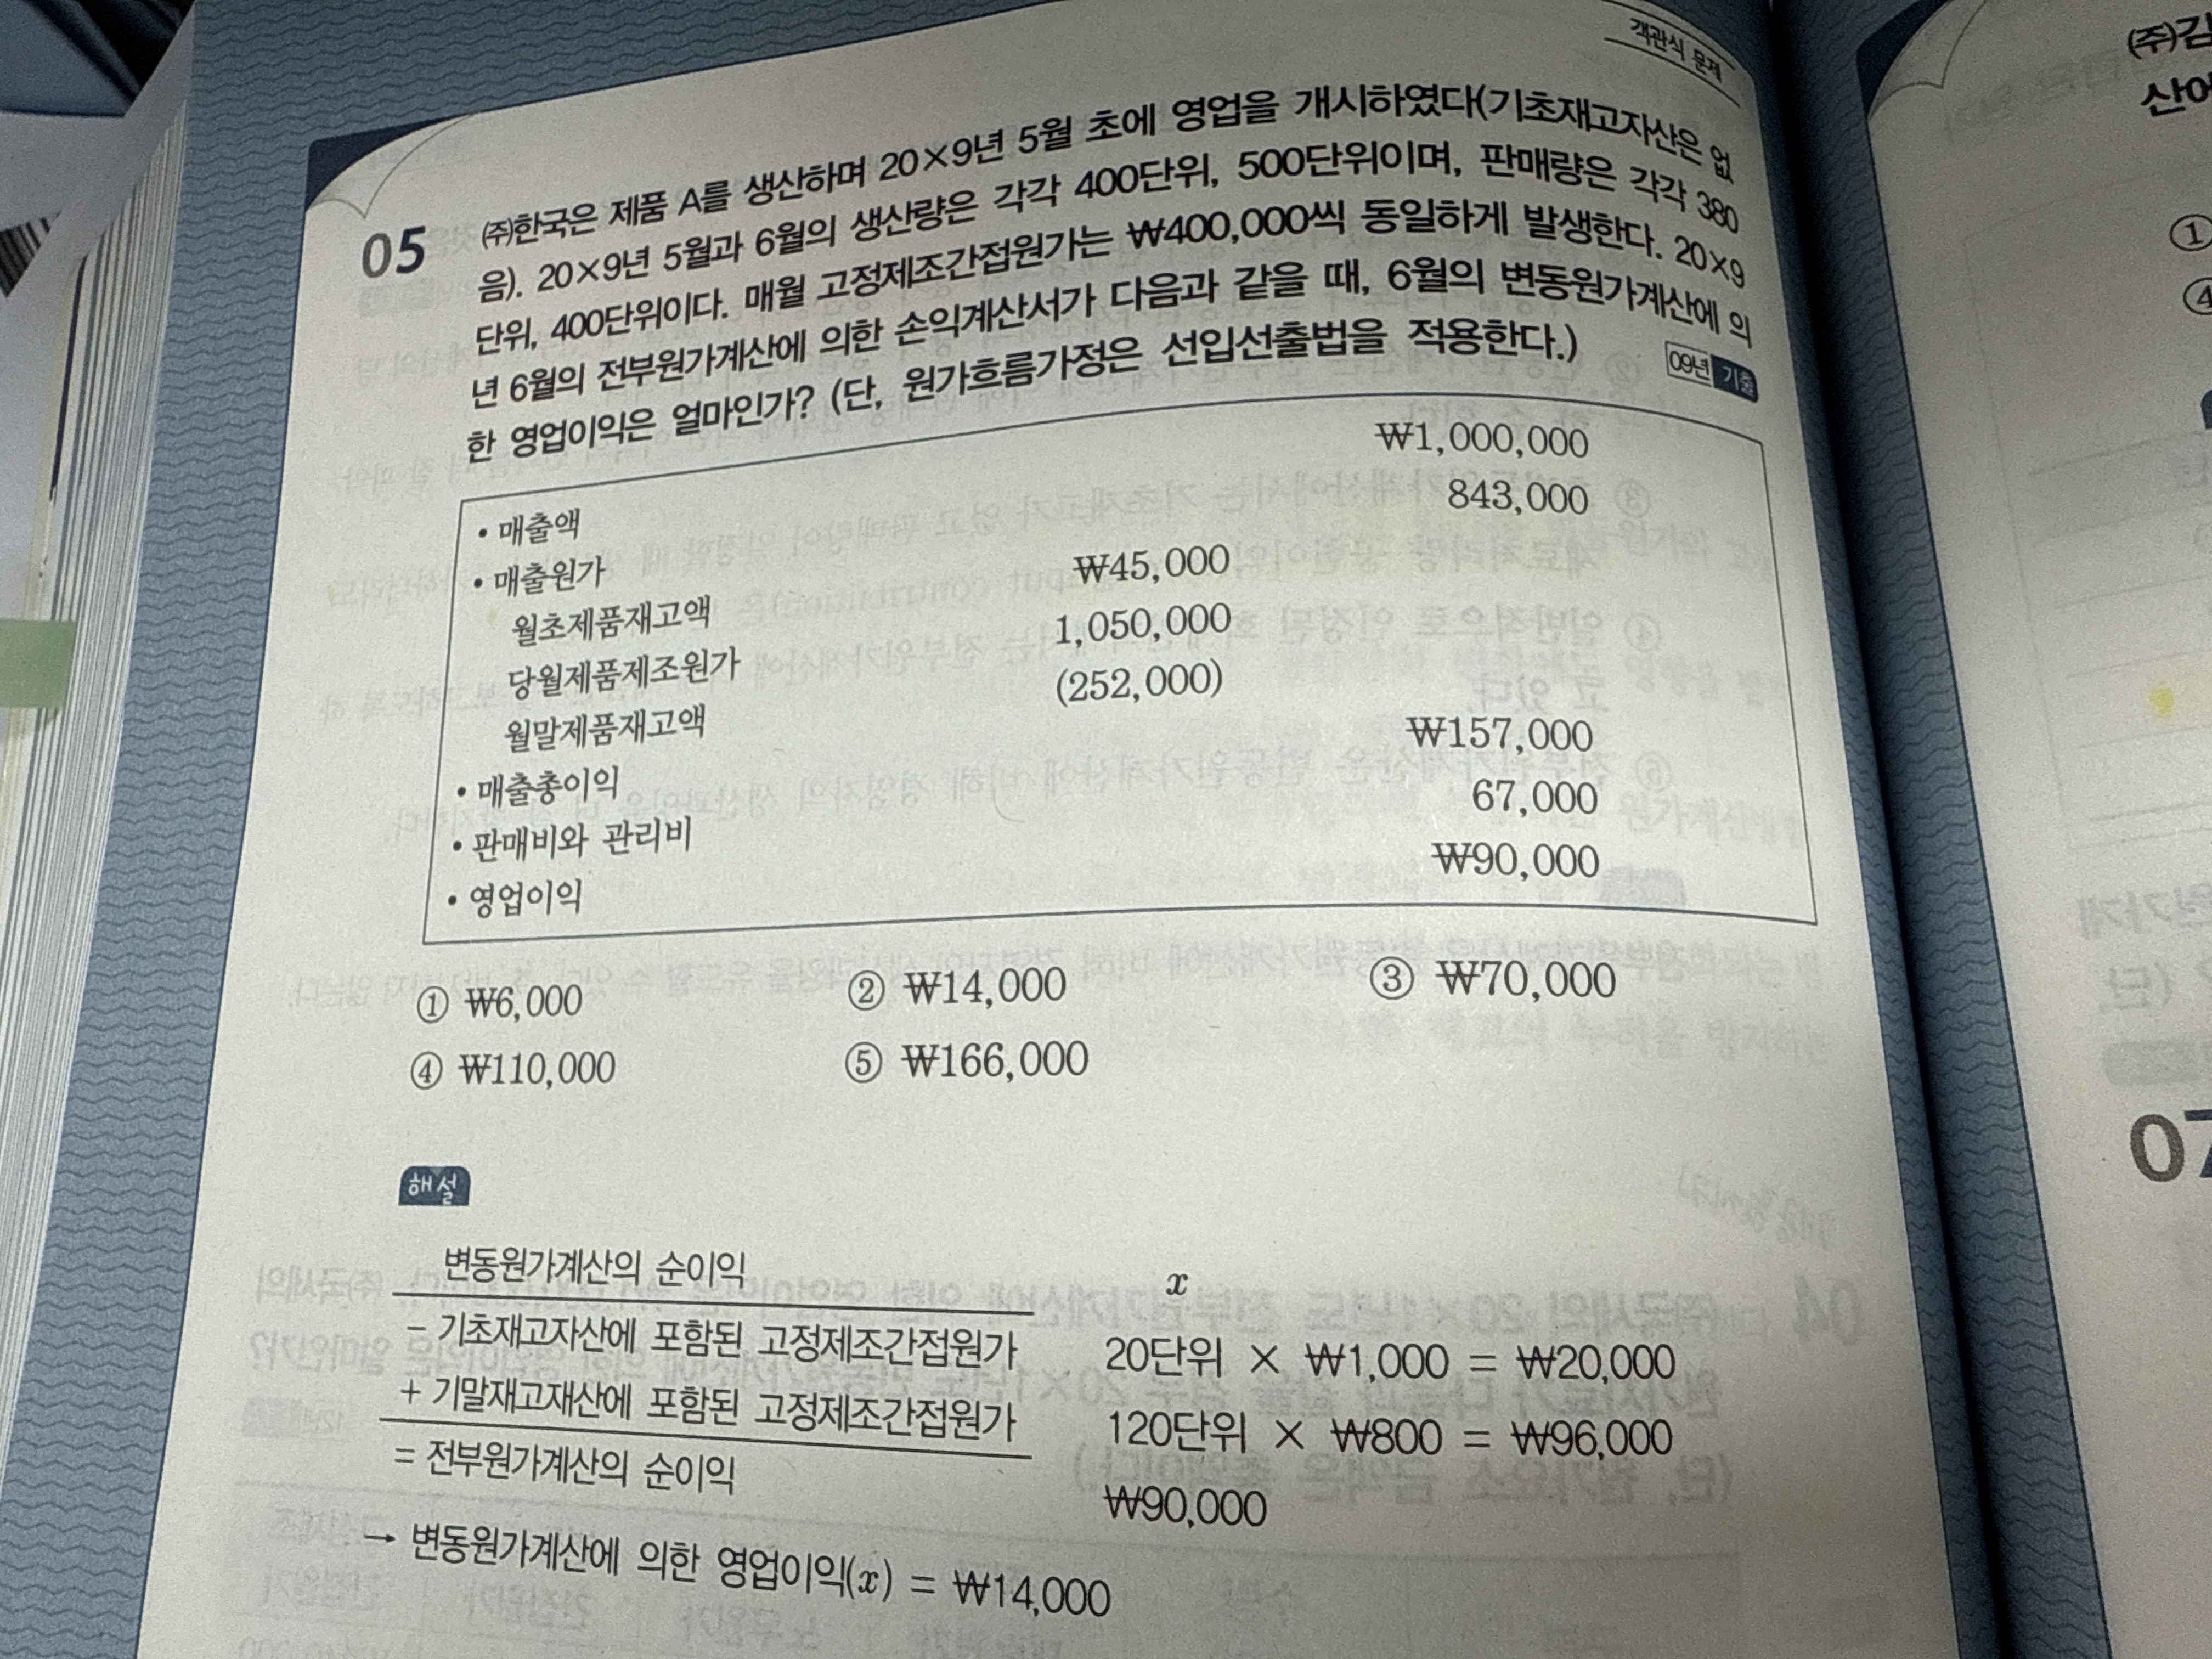 객관식 문제
05 ㈜한국은 제품 A를 생산하며 20×9년 5월 초에 영업을 개시하였다(기초재고자산은 없
음). 20×9년 5월과 6월의 생산량은 각각 400단위, 500단위이며, 판매량은 각각 380
단위, 400단위이다. 매월 고정제조간접원가는 ₩400,000씩 동일하게 발생한다. 20×9
년 6월의 전부원가계산에 의한 손익계산서가 다음과 같을 때, 6월의 변동원가계산에 의
한 영업이익은 얼마인가? (단, 원가흐름가정은 선입선출법을 적용한다.) 09년 기출
• 매출액 ₩1,000,000
• 매출원가 843,000
월초제품재고액 ₩45,000
당월제품제조원가 1,050,000
월말제품재고액 (252,000)
• 매출총이익 ₩157,000
• 판매비와 관리비 67,000
• 영업이익 ₩90,000
① ₩6,000 ② ₩14,000 ③ ₩70,000
④ ₩110,000 ⑤ ₩166,000
해설
변동원가계산의 순이익 x
− 기초재고자산에 포함된 고정제조간접원가 20단위 × ₩1,000 = ₩20,000
+ 기말재고재산에 포함된 고정제조간접원가 120단위 × ₩800 = ₩96,000
= 전부원가계산의 순이익 ₩90,000
→ 변동원가계산에 의한 영업이익(x) = ₩14,000
㈜김
산에
①
④
07